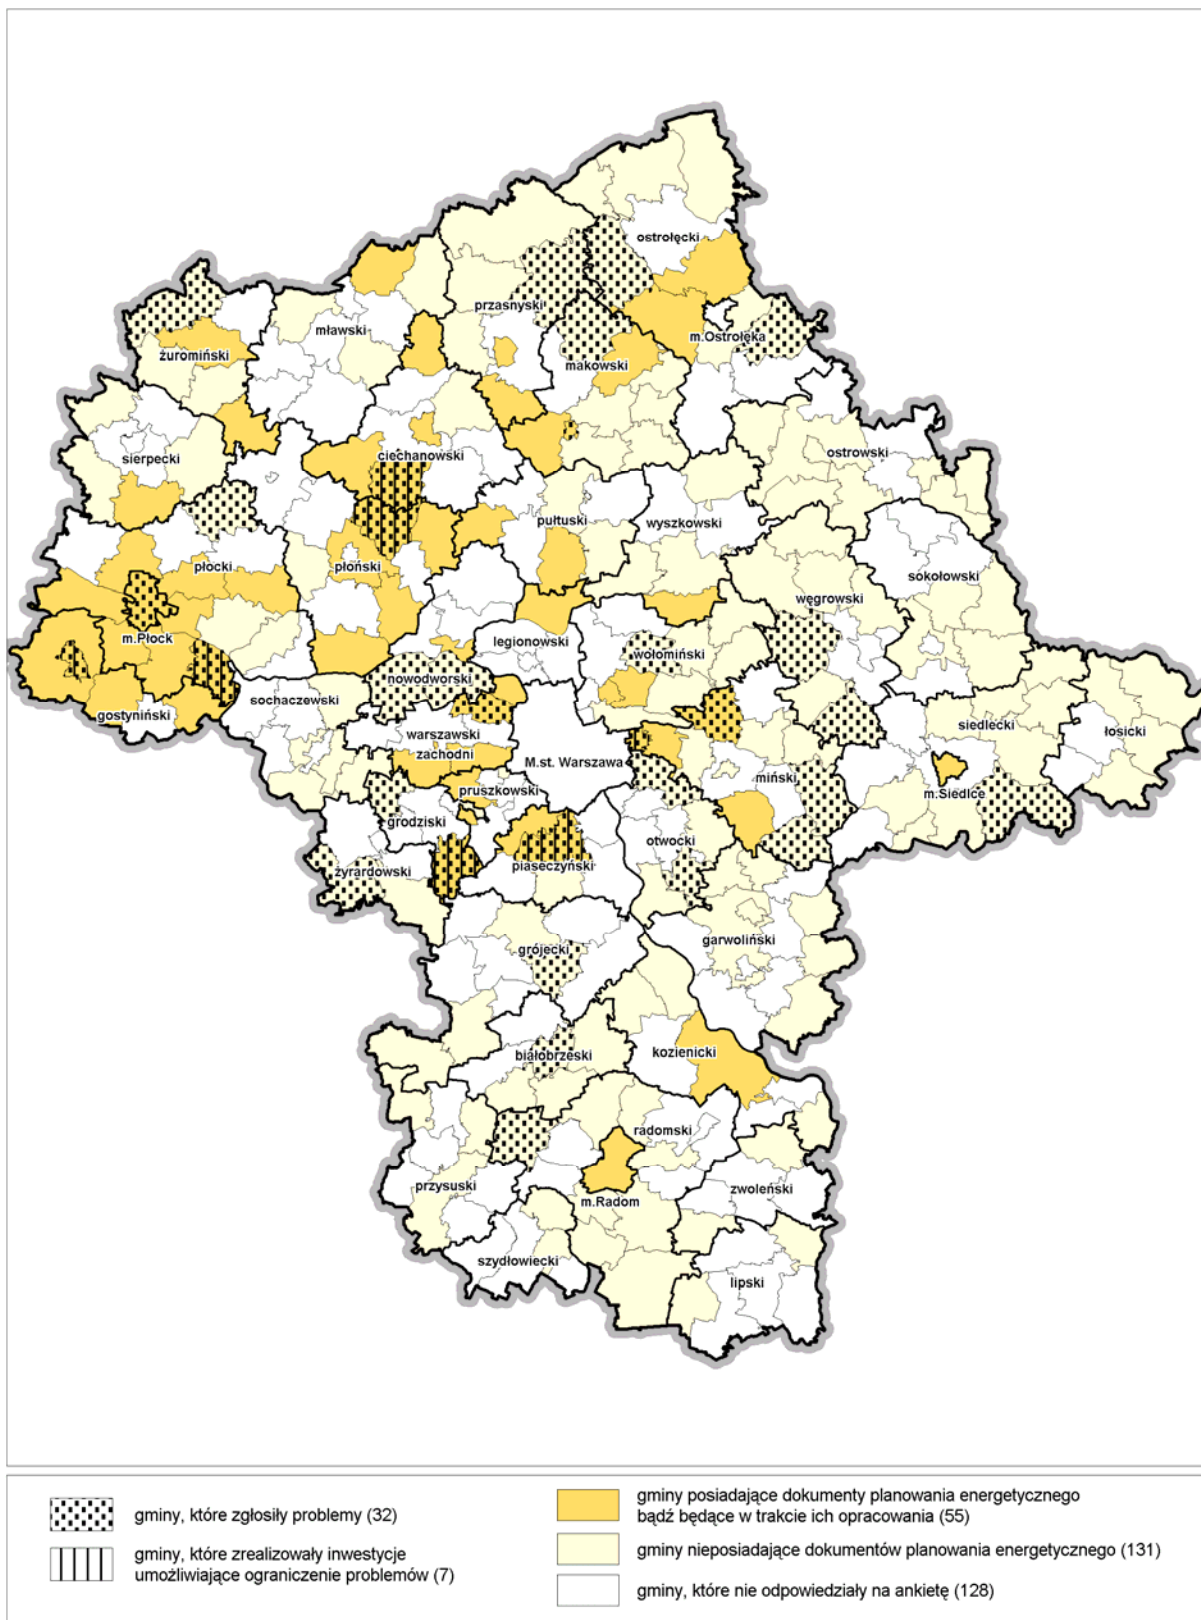 ostrołęcki
przasnyski
m.Ostrołęka
mławski
żuromiński
makowski
ciechanowski
ostrowski
sierpecki
pułtuski
wyszkowski
płocki
płoński
sokołowski
węgrowski
m.Płock
legionowski
wołomiński
nowodworski
sochaczewski
gostyniński
siedlecki
łosicki
warszawski
zachodni
M.st. Warszawa
miński
m.Siedlce
pruszkowski
grodziski
otwocki
piaseczyński
żyrardowski
garwoliński
grójecki
kozienicki
białobrzeski
radomski
przysuski
zwoleński
m.Radom
szydłowiecki
lipski
gminy, które zgłosiły problemy (32)
gminy, które zrealizowały inwestycje
umożliwiające ograniczenie problemów (7)
gminy posiadające dokumenty planowania energetycznego
bądź będące w trakcie ich opracowania (55)
gminy nieposiadające dokumentów planowania energetycznego (131)
gminy, które nie odpowiedziały na ankietę (128)